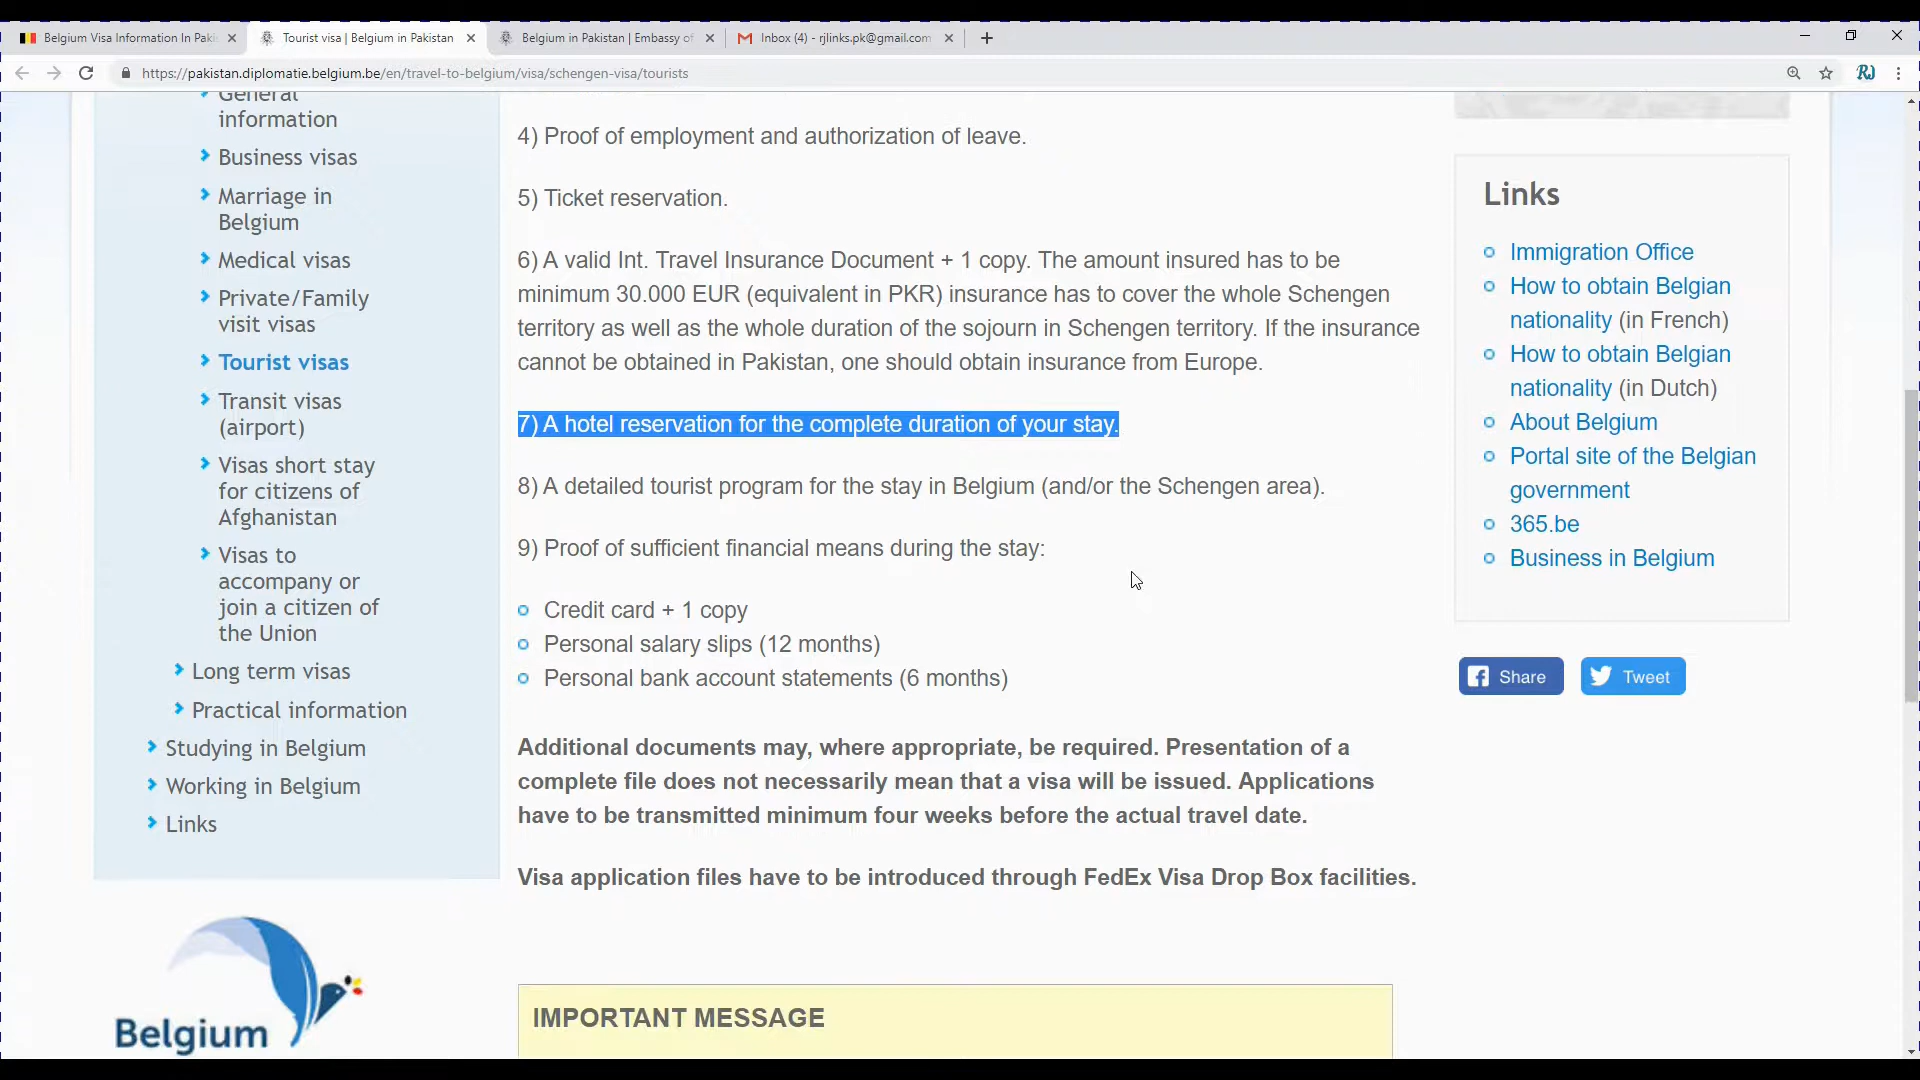 Belgium Visa Information In Paki
Tourist visa | Belgium in Pakistan
Belgium in Pakistan | Embassy of
Inbox (4) - rjlinks.pk@gmail.com
https://pakistan.diplomatie.belgium.be/en/travel-to-belgium/visa/schengen-visa/tourists
General
information
Business visas
Marriage in
Belgium
Medical visas
Private/Family
visit visas
Tourist visas
Transit visas
(airport)
Visas short stay
for citizens of
Afghanistan
Visas to
accompany or
join a citizen of
the Union
Long term visas
Practical information
Studying in Belgium
Working in Belgium
Links
Belgium
4) Proof of employment and authorization of leave.
5) Ticket reservation.
6) A valid Int. Travel Insurance Document + 1 copy. The amount insured has to be
minimum 30.000 EUR (equivalent in PKR) insurance has to cover the whole Schengen
territory as well as the whole duration of the sojourn in Schengen territory. If the insurance
cannot be obtained in Pakistan, one should obtain insurance from Europe.
7) A hotel reservation for the complete duration of your stay.
8) A detailed tourist program for the stay in Belgium (and/or the Schengen area).
9) Proof of sufficient financial means during the stay:
Credit card + 1 copy
Personal salary slips (12 months)
Personal bank account statements (6 months)
Additional documents may, where appropriate, be required. Presentation of a
complete file does not necessarily mean that a visa will be issued. Applications
have to be transmitted minimum four weeks before the actual travel date.
Visa application files have to be introduced through FedEx Visa Drop Box facilities.
IMPORTANT MESSAGE
Links
Immigration Office
How to obtain Belgian
nationality (in French)
How to obtain Belgian
nationality (in Dutch)
About Belgium
Portal site of the Belgian
government
365.be
Business in Belgium
Share
Tweet